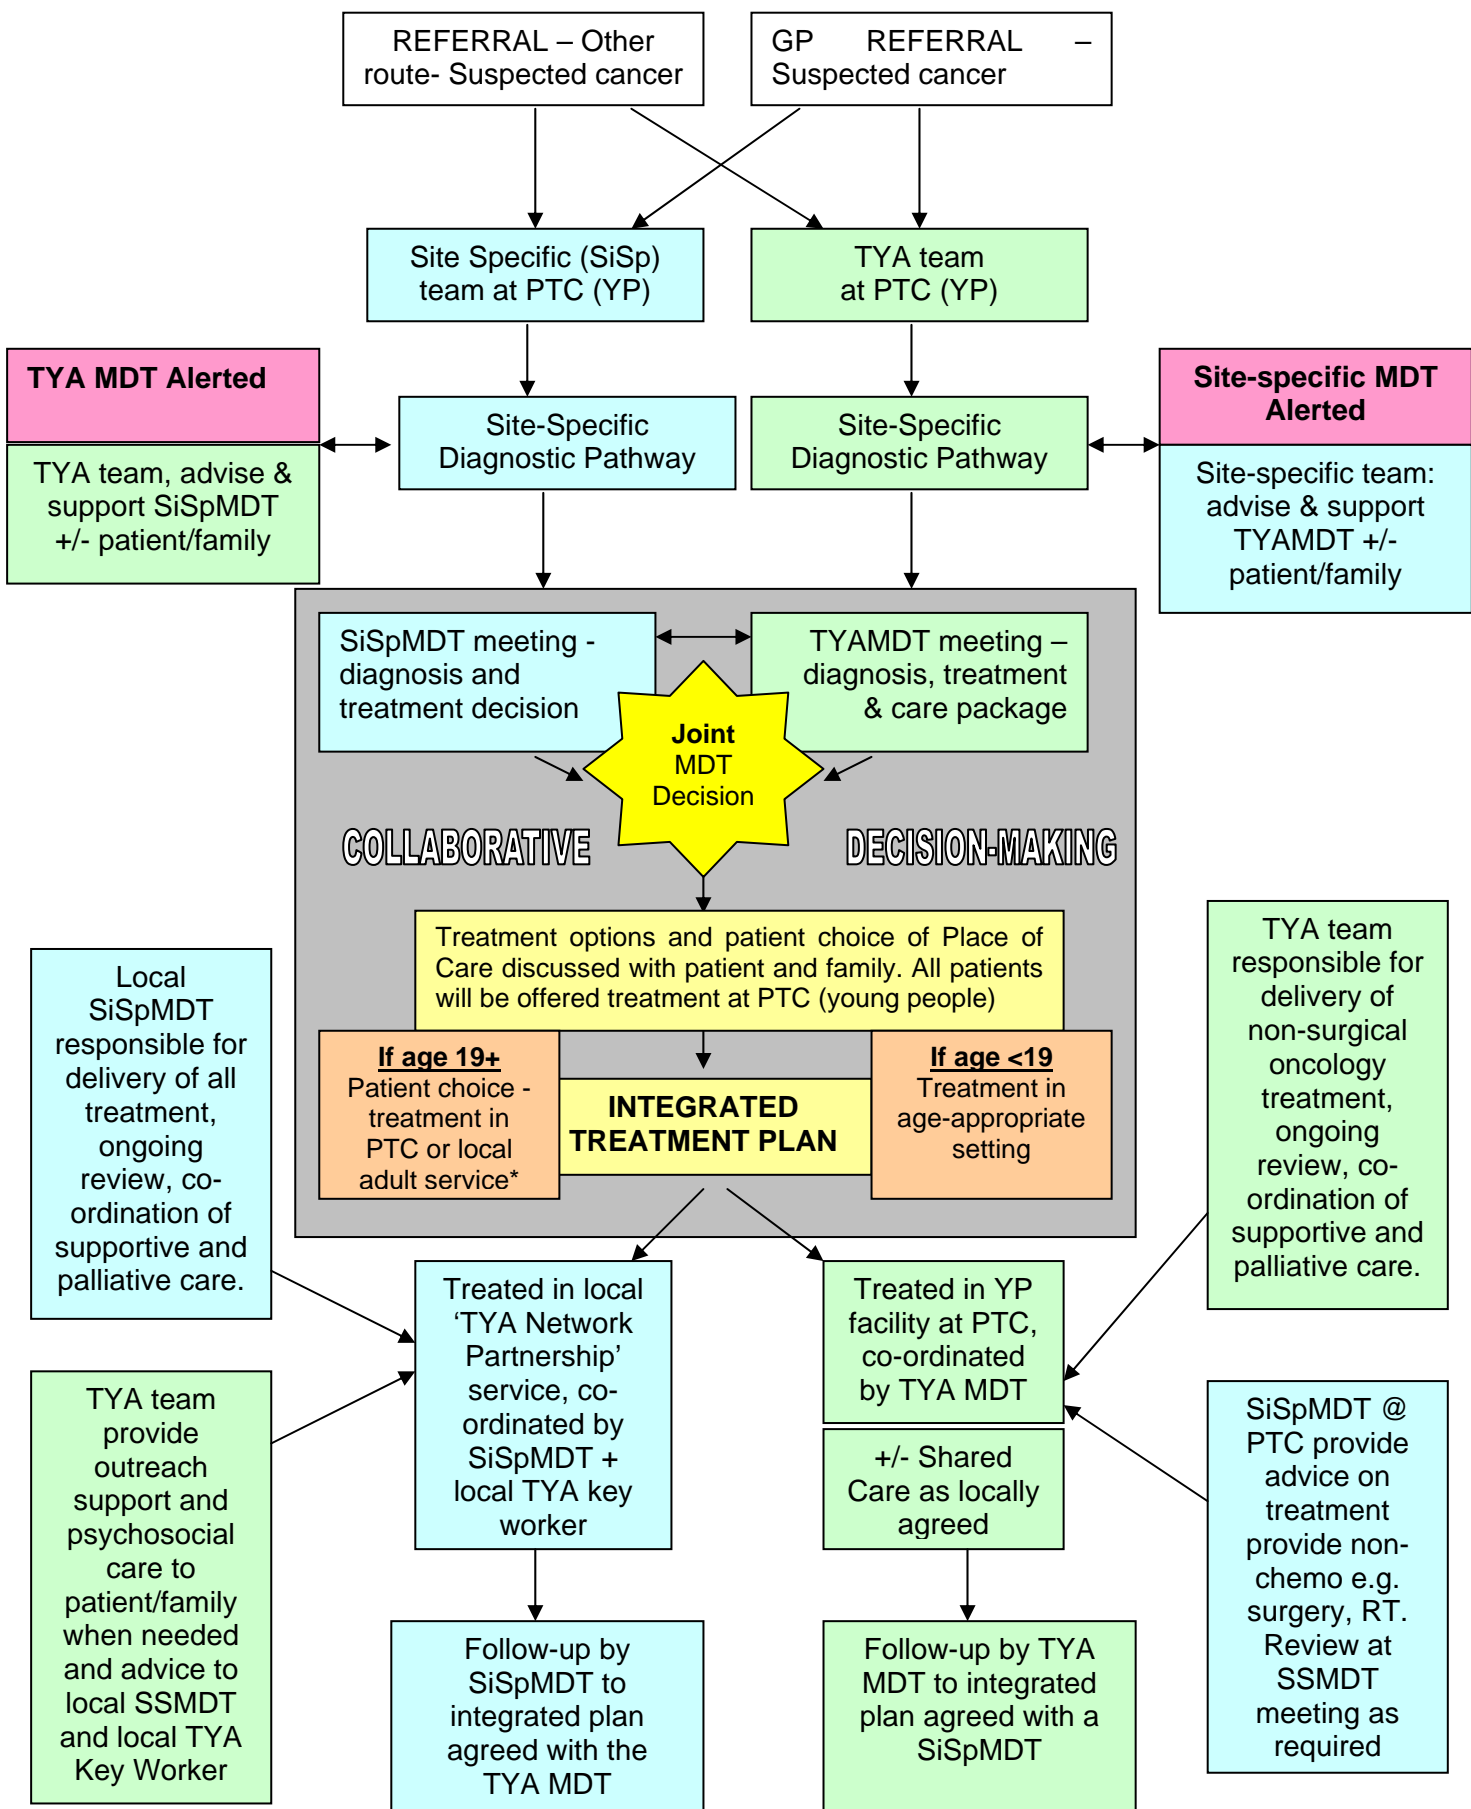 REFERRAL – Other
route- Suspected cancer
GP REFERRAL –
Suspected cancer
Site Specific (SiSp)
team at PTC (YP)
TYA team
at PTC (YP)
TYA MDT Alerted
TYA team, advise &
support SiSpMDT
+/- patient/family
Site-Specific
Diagnostic Pathway
Site-Specific
Diagnostic Pathway
Site-specific MDT
Alerted
Site-specific team:
advise & support
TYAMDT +/-
patient/family
SiSpMDT meeting -
diagnosis and
treatment decision
TYAMDT meeting –
diagnosis, treatment
& care package
Joint
MDT
Decision
COLLABORATIVE
DECISION-MAKING
Treatment options and patient choice of Place of
Care discussed with patient and family. All patients
will be offered treatment at PTC (young people)
If age 19+
Patient choice -
treatment in
PTC or local
adult service*
INTEGRATED
TREATMENT PLAN
If age <19
Treatment in
age-appropriate
setting
Local
SiSpMDT
responsible for
delivery of all
treatment,
ongoing
review, co-
ordination of
supportive and
palliative care.
TYA team
responsible for
delivery of
non-surgical
oncology
treatment,
ongoing
review, co-
ordination of
supportive and
palliative care.
Treated in local
‘TYA Network
Partnership’
service, co-
ordinated by
SiSpMDT +
local TYA key
worker
Treated in YP
facility at PTC,
co-ordinated
by TYA MDT
+/- Shared
Care as locally
agreed
TYA team
provide
outreach
support and
psychosocial
care to
patient/family
when needed
and advice to
local SSMDT
and local TYA
Key Worker
SiSpMDT @
PTC provide
advice on
treatment
provide non-
chemo e.g.
surgery, RT.
Review at
SSMDT
meeting as
required
Follow-up by
SiSpMDT to
integrated plan
agreed with the
TYA MDT
Follow-up by TYA
MDT to integrated
plan agreed with a
SiSpMDT